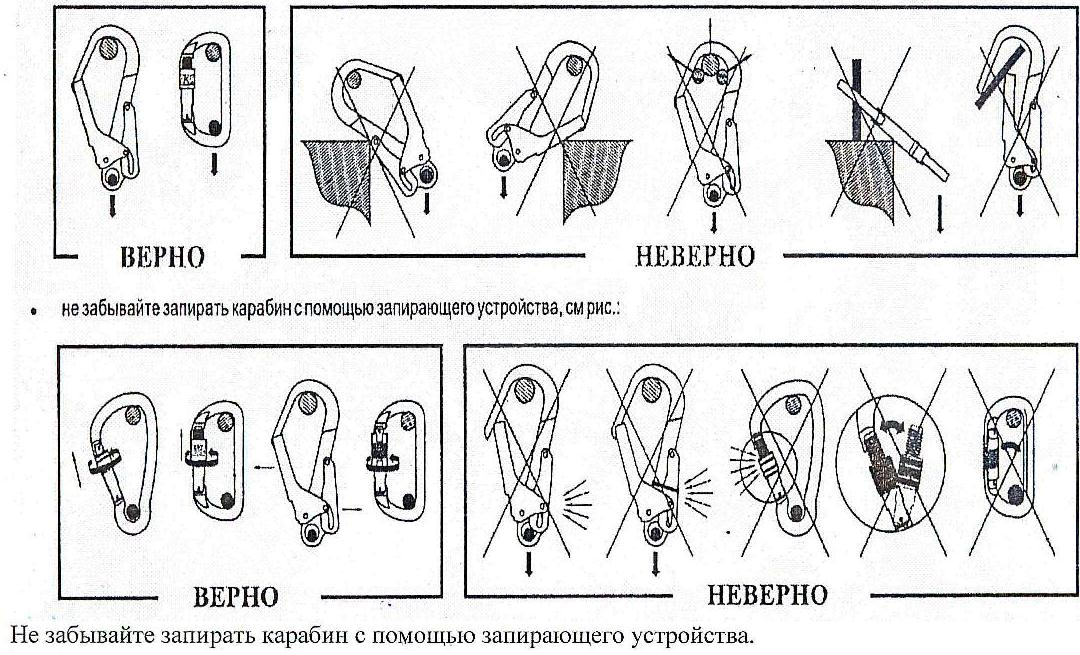 ВЕРНО
НЕВЕРНО
• не забывайте запирать карабин с помощью запирающего устройства, см рис.:
ВЕРНО
НЕВЕРНО
Не забывайте запирать карабин с помощью запирающего устройства.